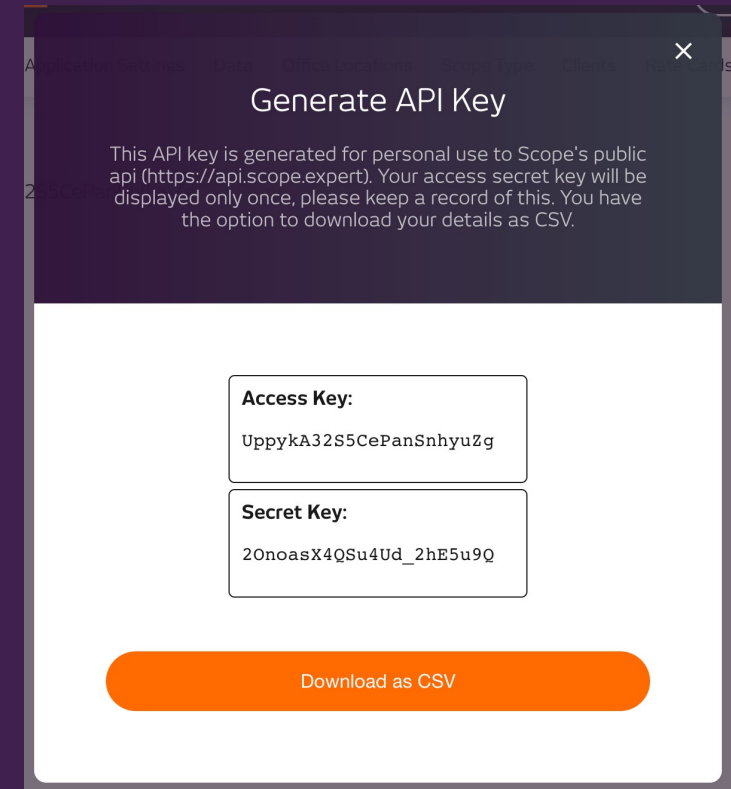 Generate API Key
This API key is generated for personal use to Scope's public
api (https://api.scope.expert). Your access secret key will be
displayed only once, please keep a record of this. You have
the option to download your details as CSV.
Access Key:
UppykA32S5CePanSnhyuZg
Secret Key:
2OnoasX4QSu4Ud_2hE5u9Q
Download as CSV